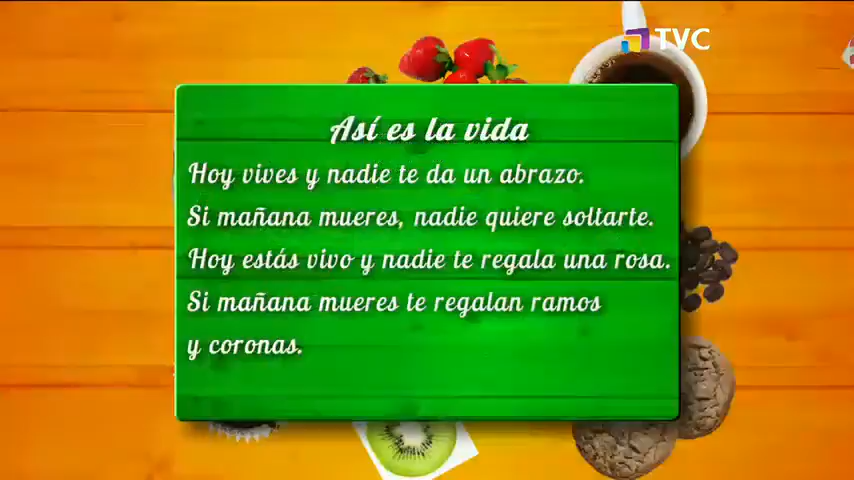 TVC
Así es la vida
Hoy vives y nadie te da un abrazo.
Si mañana mueres, nadie quiere soltarte.
Hoy estás vivo y nadie te regala una rosa.
Si mañana mueres te regalan ramos
y coronas.